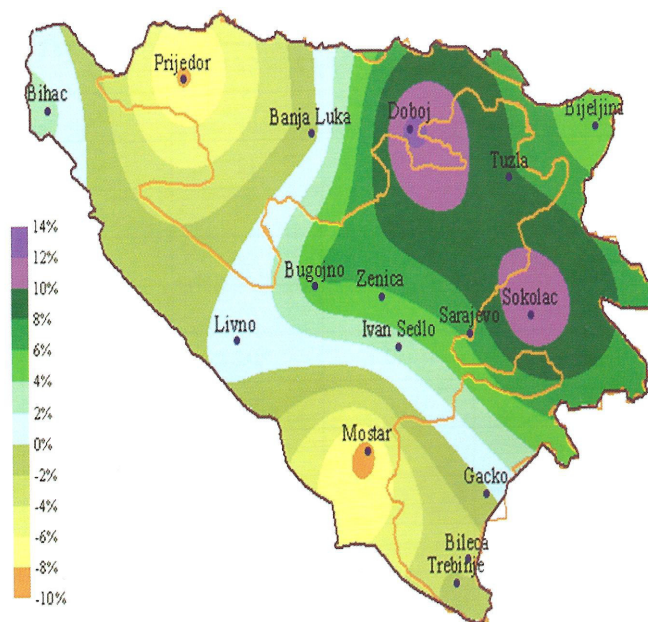 Prijedor
Bihac
Banja Luka
Doboj
Bijeljina
Tuzla
14%
12%
10%
8%
6%
4%
2%
0%
-2%
-4%
-6%
-8%
-10%
Bugojno
Zenica
Sokolac
Livno
Ivan Sedlo
Sarajevo
Mostar
Gacko
Bileca
Trebinje